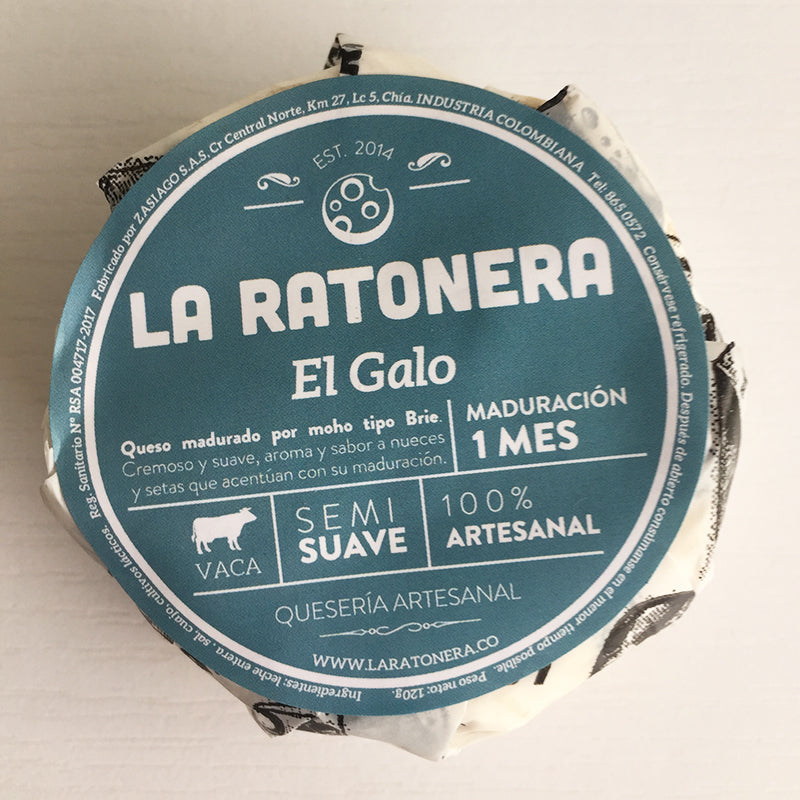 Fabricado por ZASIAGO S.A.S, Cr Central Norte, Km 27, Lc 5, Chía. INDUSTRIA COLOMBIANA Tel: 865 0572 Consérvese refrigerado. Después de abierto consúmanse en el menor tiempo posible. Peso neto: 120g.
Ingredientes: leche entera, sal, cuajo, cultivos lácticos. Reg. Sanitario N° RSA 004717-2017
EST. 2014
LA RATONERA
El Galo
Queso madurado por moho tipo Brie.
Cremoso y suave, aroma y sabor a nueces
y setas que acentúan con su maduración.
MADURACIÓN
1 MES
VACA
SEMI
SUAVE
100%
ARTESANAL
QUESERÍA ARTESANAL
WWW.LARATONERA.CO